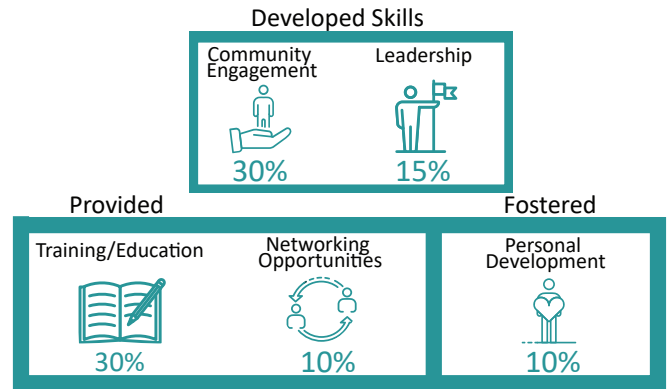 Developed Skills
Community
Engagement
Leadership
30%
15%
Provided
Fostered
Training/Education
Networking
Opportunities
Personal
Development
30%
10%
10%